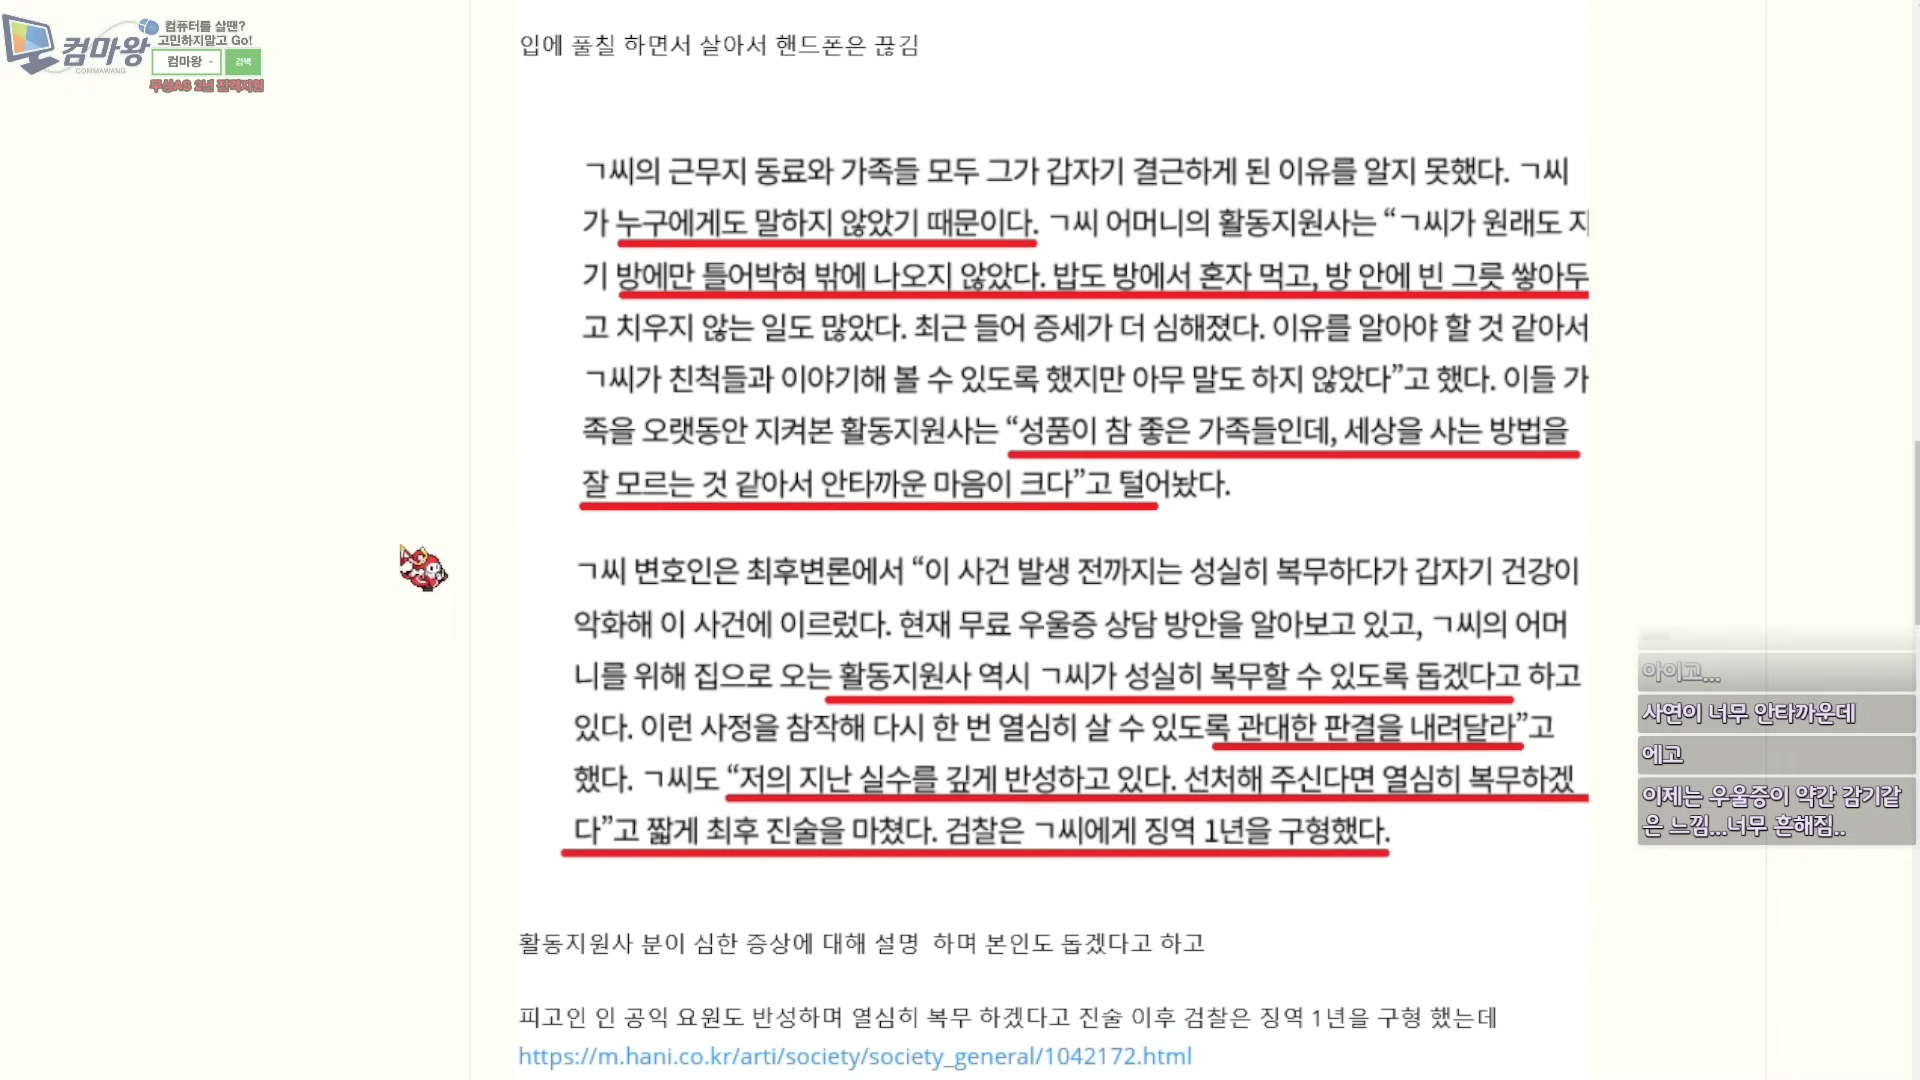 컴퓨터를 살땐?
고민하지말고 Go!
컴마왕
COMMAWANG
컴마왕
검색
무상AS 2년 전격지원
입에 풀칠 하면서 살아서 핸드폰은 끊김
ㄱ씨의 근무지 동료와 가족들 모두 그가 갑자기 결근하게 된 이유를 알지 못했다. ㄱ씨
가 누구에게도 말하지 않았기 때문이다. ㄱ씨 어머니의 활동지원사는 “ㄱ씨가 원래도 자
기 방에만 틀어박혀 밖에 나오지 않았다. 밥도 방에서 혼자 먹고, 방 안에 빈 그릇 쌓아두
고 치우지 않는 일도 많았다. 최근 들어 증세가 더 심해졌다. 이유를 알아야 할 것 같아서
ㄱ씨가 친척들과 이야기해 볼 수 있도록 했지만 아무 말도 하지 않았다”고 했다. 이들 가
족을 오랫동안 지켜본 활동지원사는 “성품이 참 좋은 가족들인데, 세상을 사는 방법을
잘 모르는 것 같아서 안타까운 마음이 크다”고 털어놨다.
ㄱ씨 변호인은 최후변론에서 “이 사건 발생 전까지는 성실히 복무하다가 갑자기 건강이
악화해 이 사건에 이르렀다. 현재 무료 우울증 상담 방안을 알아보고 있고, ㄱ씨의 어머
니를 위해 집으로 오는 활동지원사 역시 ㄱ씨가 성실히 복무할 수 있도록 돕겠다고 하고
있다. 이런 사정을 참작해 다시 한 번 열심히 살 수 있도록 관대한 판결을 내려달라”고
했다. ㄱ씨도 “저의 지난 실수를 깊게 반성하고 있다. 선처해 주신다면 열심히 복무하겠
다”고 짧게 최후 진술을 마쳤다. 검찰은 ㄱ씨에게 징역 1년을 구형했다.
활동지원사 분이 심한 증상에 대해 설명 하며 본인도 돕겠다고 하고
피고인 인 공익 요원도 반성하며 열심히 복무 하겠다고 진술 이후 검찰은 징역 1년을 구형 했는데
https://m.hani.co.kr/arti/society/society_general/1042172.html
아이고...
사연이 너무 안타까운데
에고
이제는 우울증이 약간 감기같
은 느낌...너무 흔해짐..